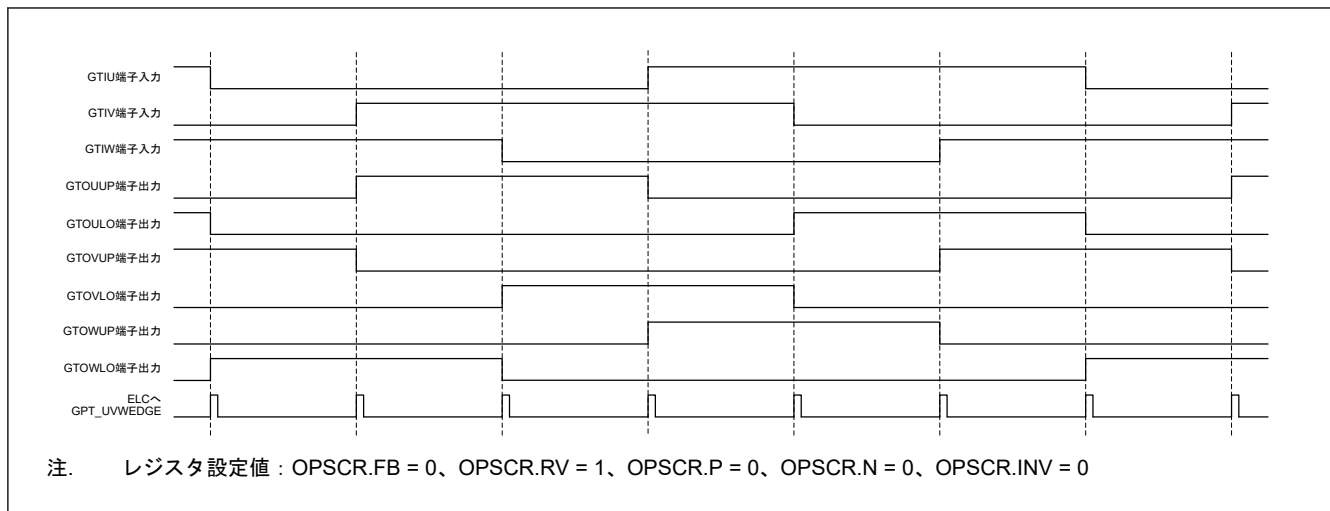 GTIU端子入力
GTIV端子入力
GTIW端子入力
GTOUUP端子出力
GTOULO端子出力
GTOVUP端子出力
GTOVLO端子出力
GTOWUP端子出力
GTOWLO端子出力
ELCへ
GPT_UVWEDGE
注. レジスタ設定値：OPSCR.FB = 0、OPSCR.RV = 1、OPSCR.P = 0、OPSCR.N = 0、OPSCR.INV = 0